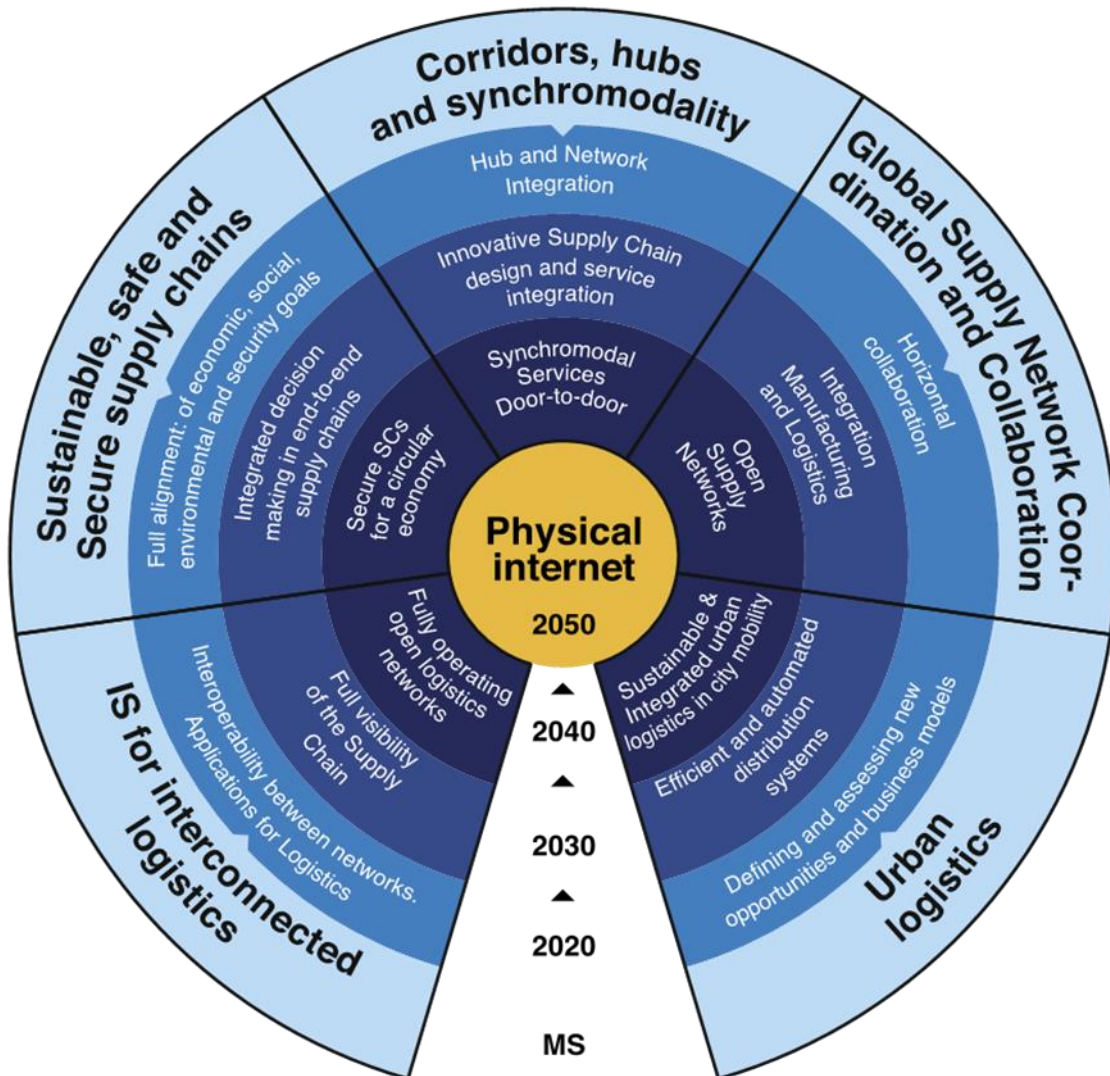 Corridors, hubs
and synchromodality
Hub and Network
Integration
Innovative Supply Chain
design and service
integration
Synchromodal
Services
Door-to-door
Global Supply Network Coor-
dination and Collaboration
Horizontal
collaboration
Integration
Manufacturing
and Logistics
Open
Supply
Networks
Urban
logistics
Defining and assessing new
opportunities and business models
Efficient and automated
distribution
systems
Sustainable &
Integrated urban
logistics in city mobility
IS for interconnected
logistics
Interoperability between networks.
Applications for Logistics
Full visibility
of the Supply
Chain
Fully operating
open logistics
networks
Sustainable, safe and
Secure supply chains
Full alignment: of economic, social,
environmental and security goals
Integrated decision
making in end-to-end
supply chains
Secure SCs
for a circular
economy
Physical
internet
2050
2040
2030
2020
MS